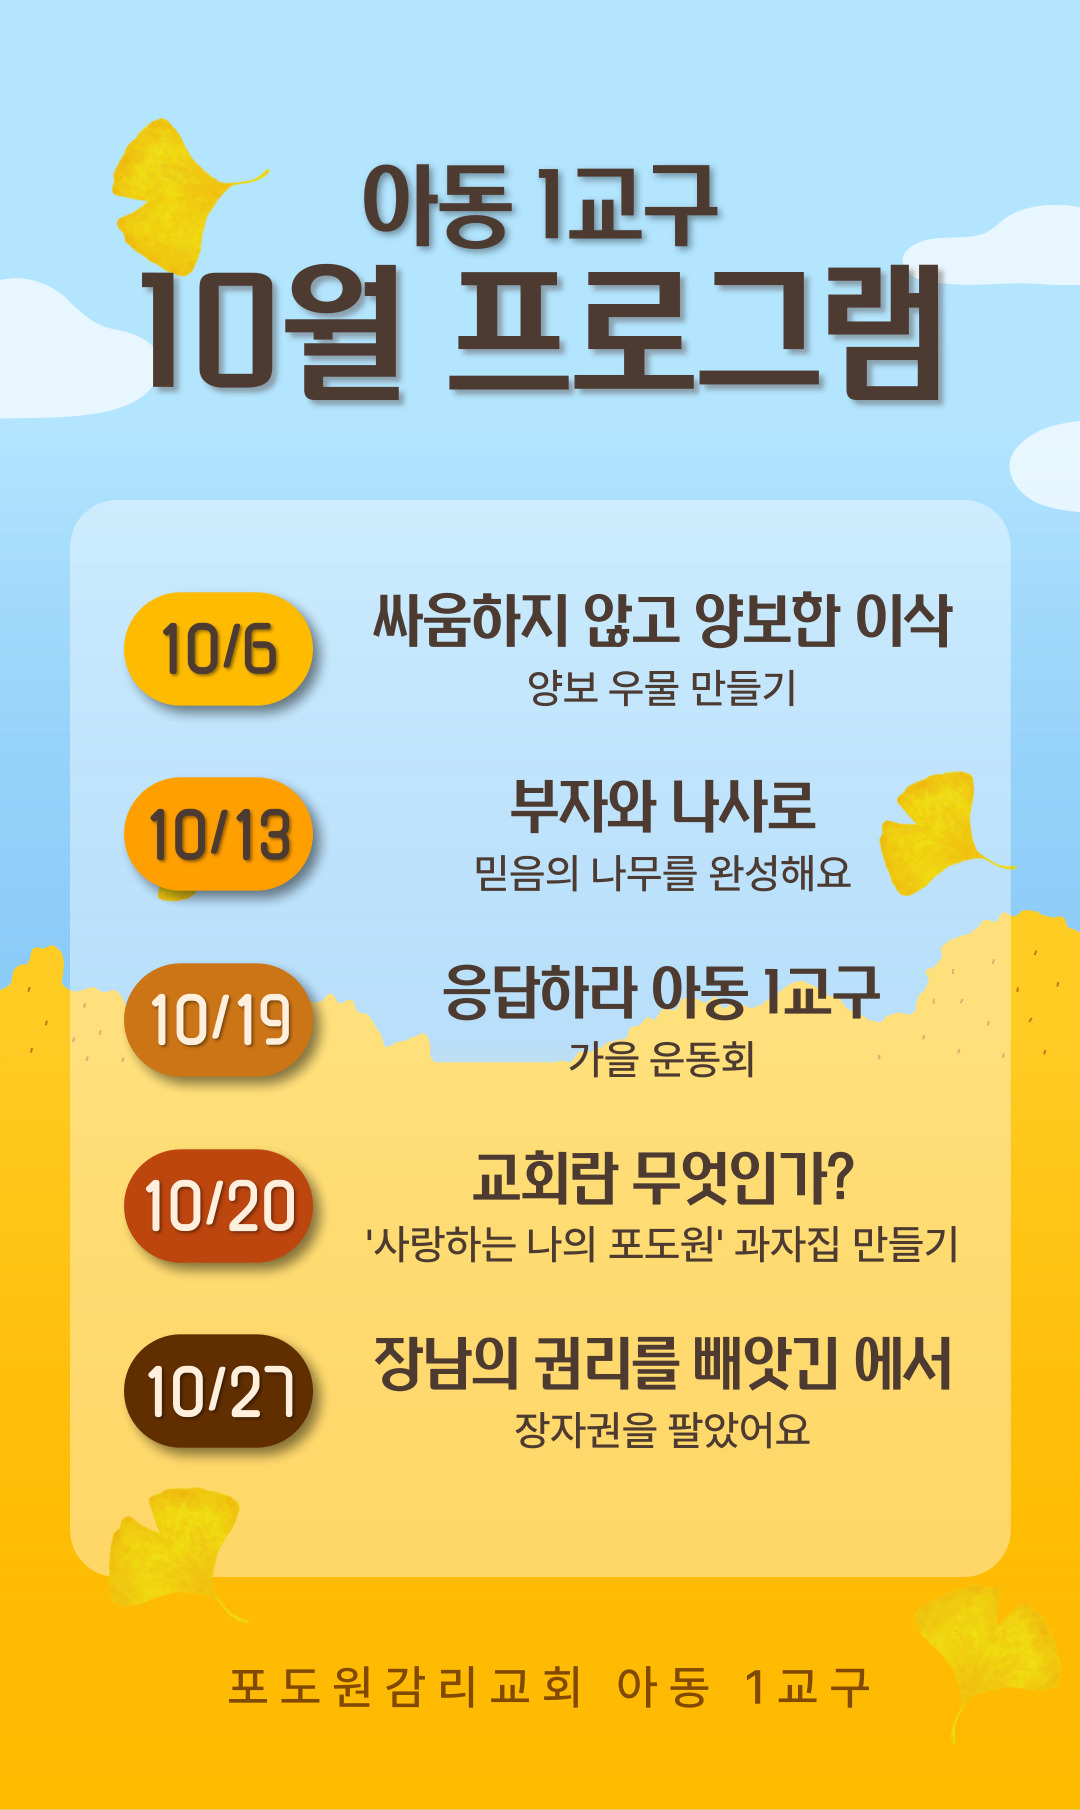 아동 1교구
10월 프로그램
10/6
싸움하지 않고 양보한 이삭
양보 우물 만들기
10/13
부자와 나사로
믿음의 나무를 완성해요
10/19
응답하라 아동 1교구
가을 운동회
10/20
교회란 무엇인가?
'사랑하는 나의 포도원' 과자집 만들기
10/27
장남의 권리를 빼앗긴 에서
장자권을 팔았어요
포도원감리교회 아동 1교구